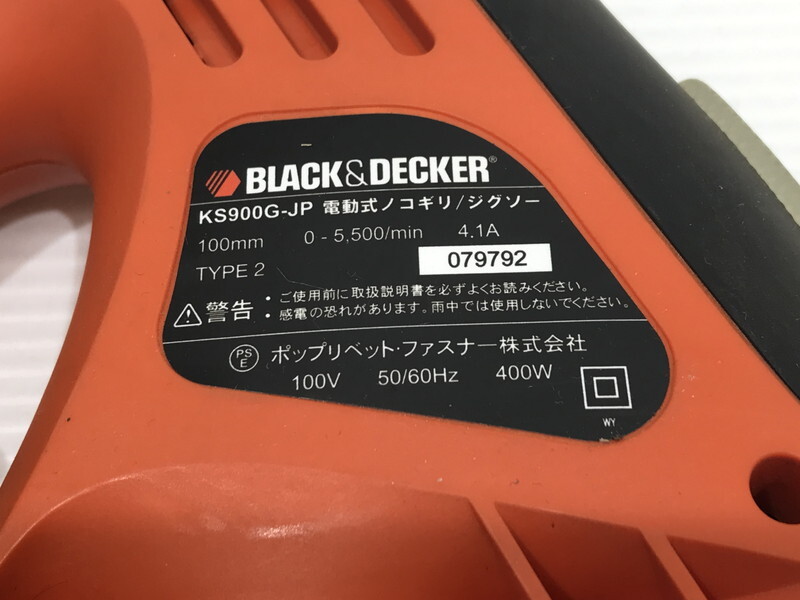 BLACK&DECKER®
KS900G-JP 電動式ノコギリ/ジグソー
100mm 0-5,500/min 4.1A
TYPE 2 079792
警告 ・ご使用前に取扱説明書を必ずよくお読みください。
・感電の恐れがあります。雨中では使用しないでください。
PSE ポップリベット・ファスナー株式会社
100V 50/60Hz 400W
WY